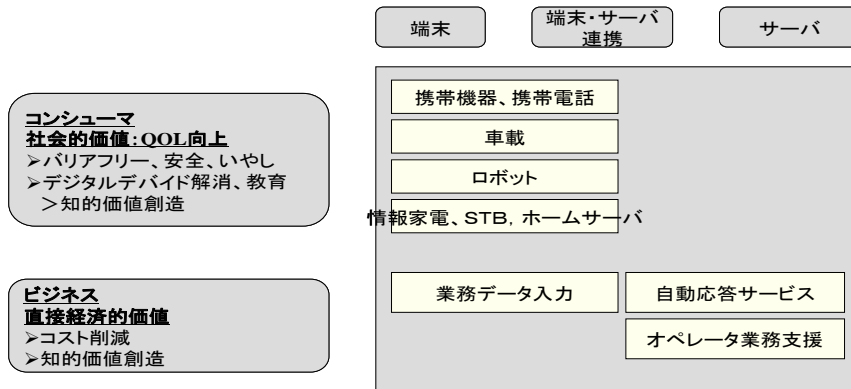 端末
端末・サーバ
連携
サーバ
コンシューマ
社会的価値:QOL向上
➢バリアフリー、安全、いやし
➢デジタルデバイド解消、教育
＞知的価値創造
携帯機器、携帯電話
車載
ロボット
情報家電、STB, ホームサーバ
ビジネス
直接経済的価値
➢コスト削減
➢知的価値創造
業務データ入力
自動応答サービス
オペレータ業務支援